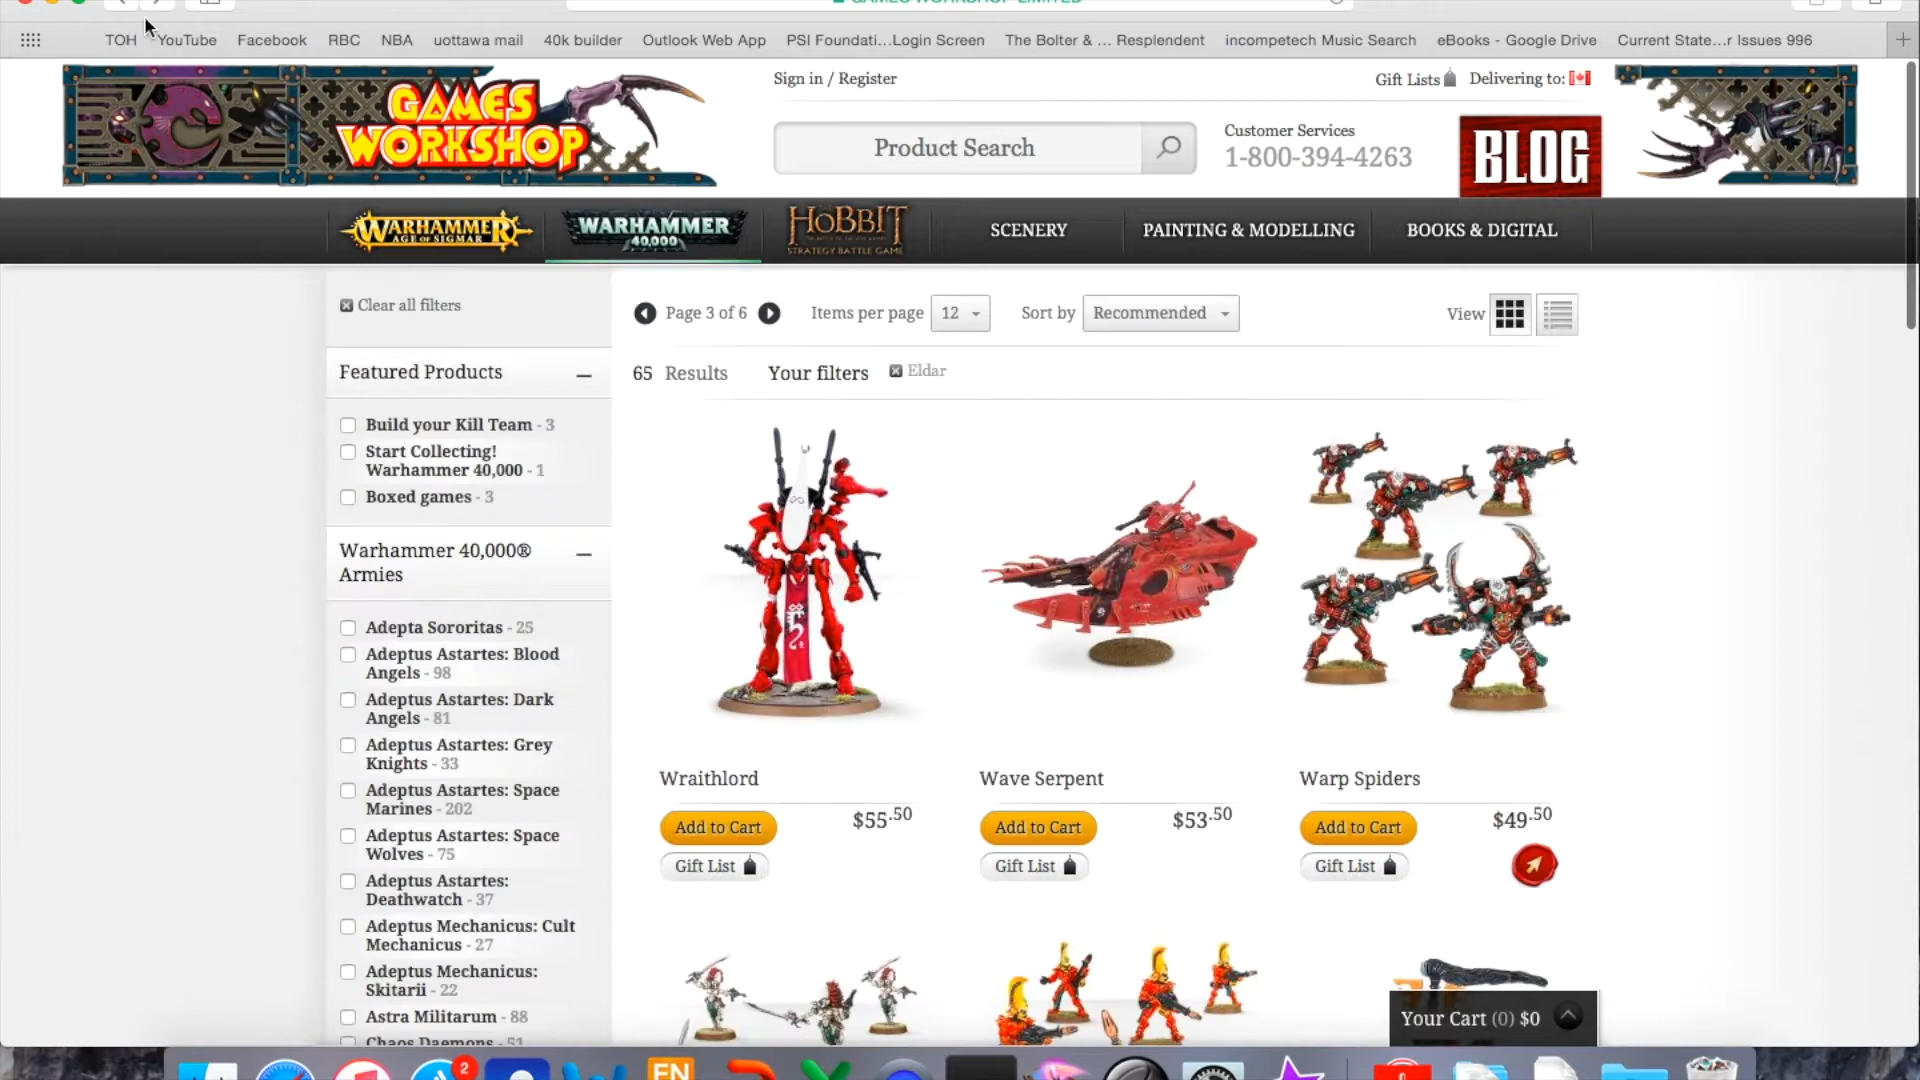 GAMES WORKSHOP LIMITED
TOH YouTube Facebook RBC NBA uottawa mail 40k builder Outlook Web App PSI Foundati...Login Screen The Bolter & ... Resplendent incompetech Music Search eBooks - Google Drive Current State...r Issues 996
GAMES
WORKSHOP
Sign in / Register
Gift Lists Delivering to:
Product Search
Customer Services
1-800-394-4263
BLOG
WARHAMMER
AGE OF SIGMAR
WARHAMMER
40,000
THE HOBBIT
STRATEGY BATTLE GAME
SCENERY
PAINTING & MODELLING
BOOKS & DIGITAL
Clear all filters
Featured Products
Build your Kill Team - 3
Start Collecting!
Warhammer 40,000 - 1
Boxed games - 3
Warhammer 40,000®
Armies
Adepta Sororitas - 25
Adeptus Astartes: Blood
Angels - 98
Adeptus Astartes: Dark
Angels - 81
Adeptus Astartes: Grey
Knights - 33
Adeptus Astartes: Space
Marines - 202
Adeptus Astartes: Space
Wolves - 75
Adeptus Astartes:
Deathwatch - 37
Adeptus Mechanicus: Cult
Mechanicus - 27
Adeptus Mechanicus:
Skitarii - 22
Astra Militarum - 88
Chaos Daemons - 51
Page 3 of 6 Items per page 12 Sort by Recommended View
65 Results Your filters Eldar
Wraithlord
Add to Cart $55.50
Gift List
Wave Serpent
Add to Cart $53.50
Gift List
Warp Spiders
Add to Cart $49.50
Gift List
Your Cart (0) $0
2
EN